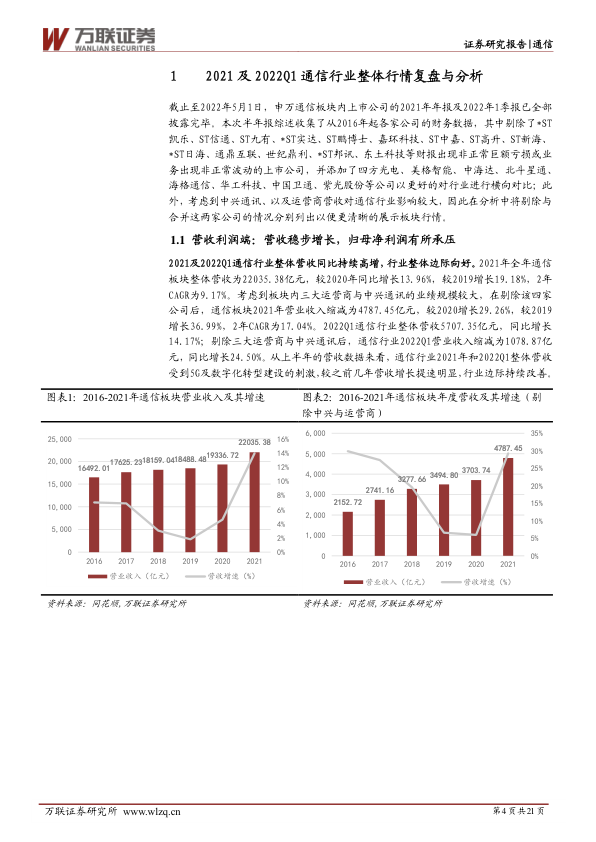 万联证券
WANLIAN SECURITIES
证券研究报告|通信
1 2021 及 2022Q1 通信行业整体行情复盘与分析
截止至2022年5月1日，申万通信板块内上市公司的2021年年报及2022年1季报已全部
披露完毕。本次半年报综述收集了从2016年起各家公司的财务数据，其中剔除了*ST
凯乐、ST信通、ST九有、*ST实达、ST鹏博士、嘉环科技、ST中嘉、ST高升、ST新海、
*ST日海、通鼎互联、世纪鼎利、*ST邦讯、东土科技等财报出现非正常巨额亏损或业
务出现非正常波动的上市公司，并添加了四方光电、美格智能、中海达、北斗星通、
海格通信，华工科技、中国卫通、紫光股份等公司以更好的对行业进行横向对比；此
外，考虑到中兴通讯、以及运营商营收对通信行业影响较大，因此在分析中将剔除与
合并这两家公司的情况分别列出以便更清晰的展示板块行情。
1.1 营收利润端：营收稳步增长，归母净利润有所承压
2021及2022Q1通信行业整体营收同比持续高增，行业整体边际向好。2021年全年通信
板块整体营收为22035.38亿元，较2020年同比增长13.96%，较2019增长19.18%，2年
CAGR为9.17%。考虑到板块内三大运营商与中兴通讯的业绩规模较大，在剔除该四家
公司后，通信板块2021年营业收入缩减为4787.45亿元，较2020增长29.26%，较2019
增长36.99%，2年CAGR为17.04%。2022Q1通信行业整体营收5707.35亿元，同比增长
14.17%；剔除三大运营商与中兴通讯后，通信行业2022Q1营业收入缩减为1078.87亿
元，同比增长24.50%。从上半年的营收数据来看，通信行业2021年和2022Q1整体营收
受到5G及数字化转型建设的刺激，较之前几年营收增长提速明显，行业边际持续改善。
图表1：2016-2021年通信板块营业收入及其增速
25,000
20,000
15,000
10,000
5,000
0
16492.01
17625.23
18159.04
18488.48
19336.72
22035.38
16%
14%
12%
10%
8%
6%
4%
2%
0%
2016 2017 2018 2019 2020 2021
营业收入（亿元） 营收增速（%）
资料来源：同花顺,万联证券研究所
图表2：2016-2021年通信板块年度营收及其增速（剔
除中兴与运营商）
6,000
5,000
4,000
3,000
2,000
1,000
0
2152.72
2741.16
3277.66
3494.80
3703.74
4787.45
35%
30%
25%
20%
15%
10%
5%
0%
2016 2017 2018 2019 2020 2021
营业收入（亿元） 营收增速（%）
资料来源：同花顺,万联证券研究所
万联证券研究所 www.wlzq.cn
第4页共21页